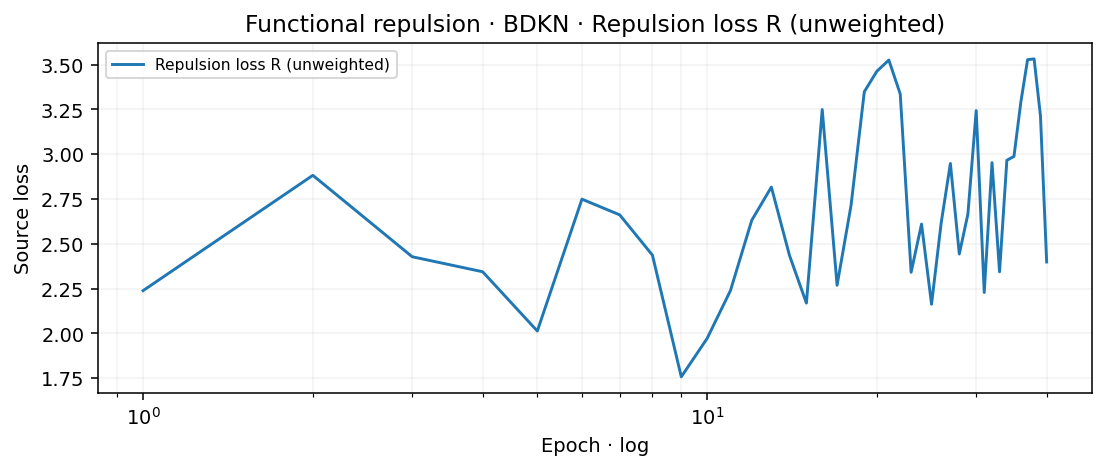 Functional repulsion · BDKN · Repulsion loss R (unweighted)
Repulsion loss R (unweighted)
Source loss
3.50
3.25
3.00
2.75
2.50
2.25
2.00
1.75
10⁰
10¹
Epoch · log